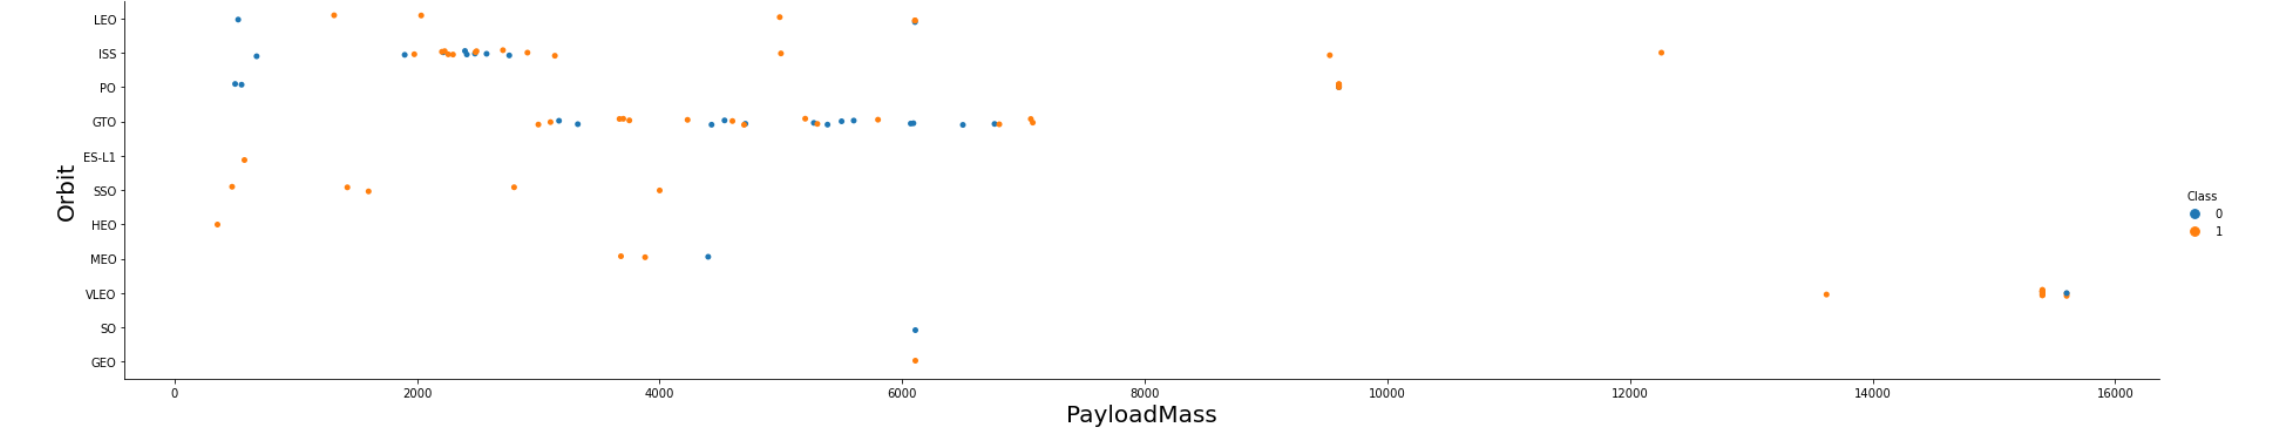 LEO
ISS
PO
GTO
ES-L1
SSO
HEO
MEO
VLEO
SO
GEO
Orbit
0 2000 4000 6000 8000 10000 12000 14000 16000
PayloadMass
Class
0
1